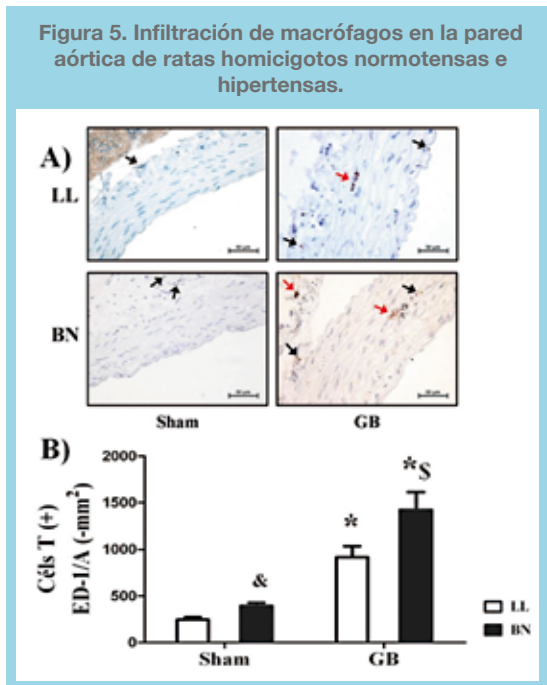 Figura 5. Infiltración de macrófagos en la pared
aórtica de ratas homicigotos normotensas e
hipertensas.
A)
LL
BN
Sham
GB
B)
Céls T (+)
ED-1/A (-mm²)
2000
1500
1000
500
0
&
*
*$
Sham
GB
LL
BN